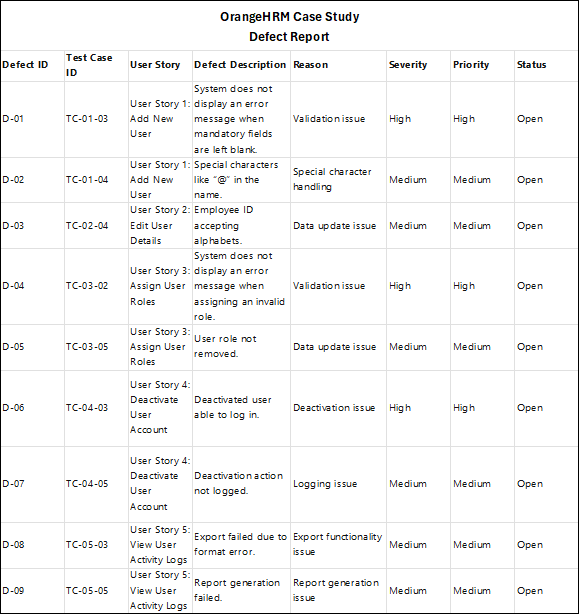 OrangeHRM Case Study
Defect Report
Defect ID
Test Case
ID
User Story
Defect Description
Reason
Severity
Priority
Status
D-01
TC-01-03
User Story 1:
Add New
User
System does not
display an error
message when
mandatory fields
are left blank.
Validation issue
High
High
Open
D-02
TC-01-04
User Story 1:
Add New
User
Special characters
like "@" in the
name.
Special character
handling
Medium
Medium
Open
D-03
TC-02-04
User Story 2:
Edit User
Details
Employee ID
accepting
alphabets.
Data update issue
Medium
Medium
Open
D-04
TC-03-02
User Story 3:
Assign User
Roles
System does not
display an error
message when
assigning an invalid
role.
Validation issue
High
High
Open
D-05
TC-03-05
User Story 3:
Assign User
Roles
User role not
removed.
Data update issue
Medium
Medium
Open
D-06
TC-04-03
User Story 4:
Deactivate
User
Account
Deactivated user
able to log in.
Deactivation issue
High
High
Open
D-07
TC-04-05
User Story 4:
Deactivate
User
Account
Deactivation action
not logged.
Logging issue
Medium
Medium
Open
D-08
TC-05-03
User Story 5:
View User
Activity Logs
Export failed due to
format error.
Export functionality
issue
Medium
Medium
Open
D-09
TC-05-05
User Story 5:
View User
Activity Logs
Report generation
failed.
Report generation
issue
Medium
Medium
Open